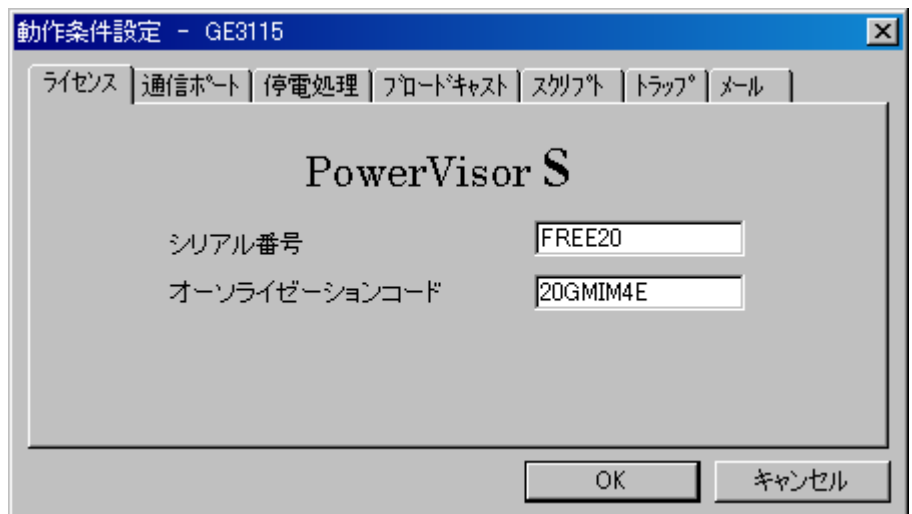 動作条件設定 - GE3115
ライセンス 通信ポート 停電処理 ブロードキャスト スクリプト トラップ メール
PowerVisor S
シリアル番号 FREE20
オーソライゼーションコード 20GMIM4E
OK キャンセル